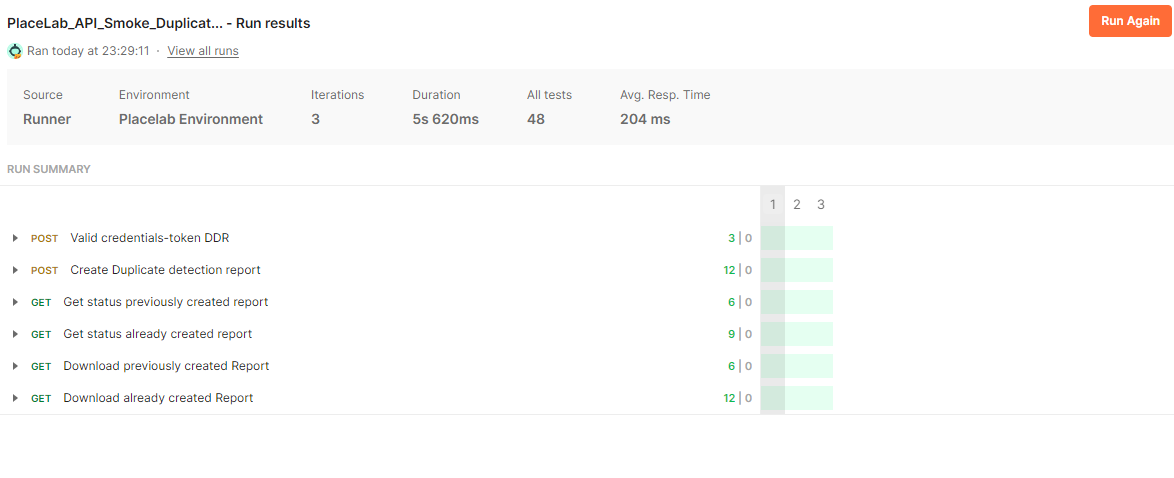 PlaceLab_API_Smoke_Duplicat... - Run results
Run Again
Ran today at 23:29:11 · View all runs
Source Environment Iterations Duration All tests Avg. Resp. Time
Runner Placelab Environment 3 5s 620ms 48 204 ms
RUN SUMMARY
1 2 3
POST Valid credentials-token DDR 3 | 0
POST Create Duplicate detection report 12 | 0
GET Get status previously created report 6 | 0
GET Get status already created report 9 | 0
GET Download previously created Report 6 | 0
GET Download already created Report 12 | 0